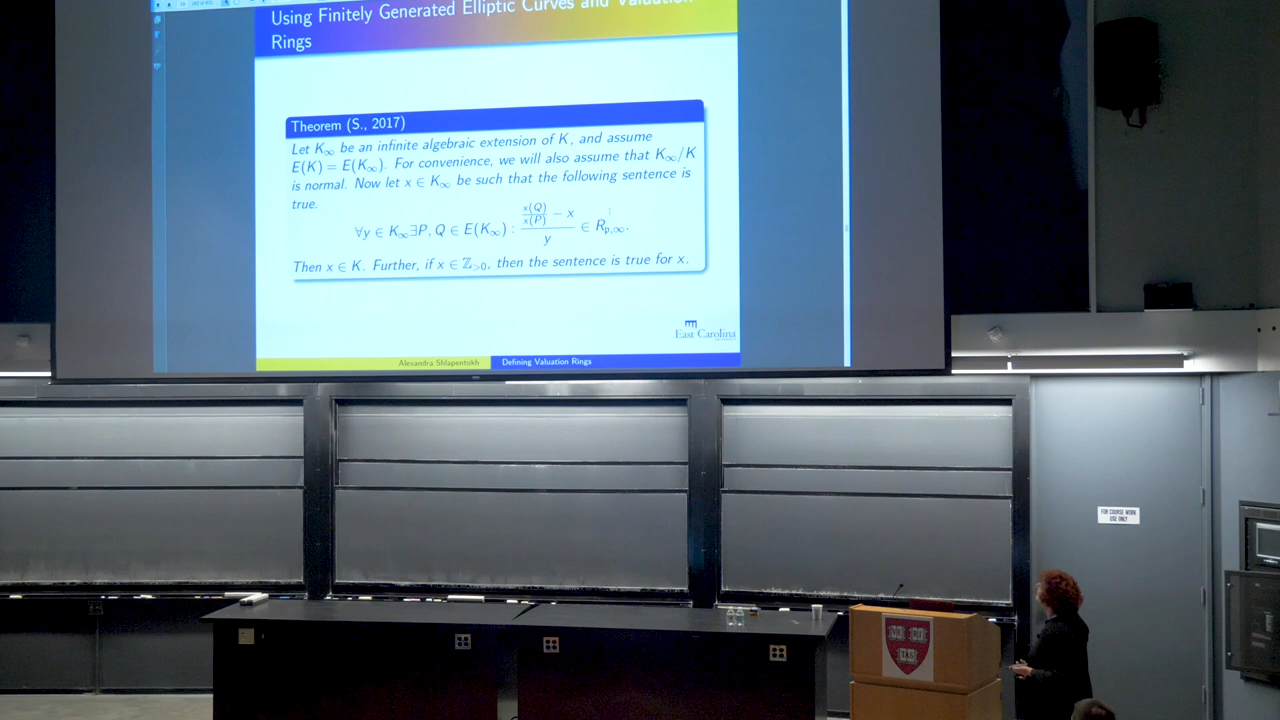 Using Finitely Generated Elliptic Curves and Valuation
Rings
Theorem (S., 2017)
Let K∞ be an infinite algebraic extension of K, and assume
E(K) = E(K∞). For convenience, we will also assume that K∞/K
is normal. Now let x ∈ K∞ be such that the following sentence is
true.
∀y ∈ K∞∃P, Q ∈ E(K∞) : (x(Q)/x(P) − x)/y ∈ Rp,∞.
Then x ∈ K. Further, if x ∈ ℤ>0, then the sentence is true for x.
East Carolina
Alexandra Shlapentokh
Defining Valuation Rings
FOR COURSE WORK
USE ONLY
VE RI
TAS